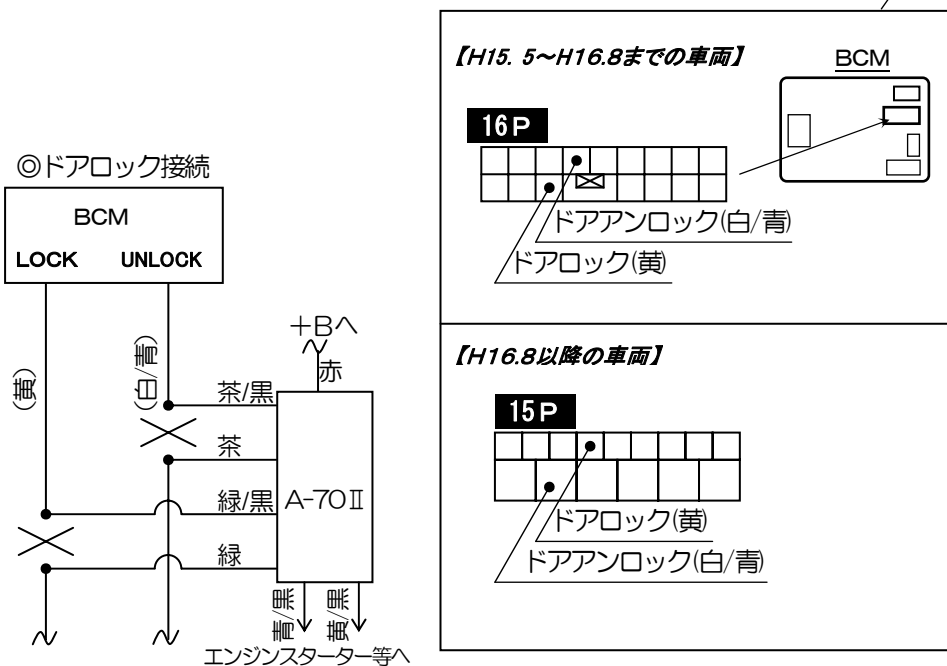 ◎ドアロック接続
BCM
LOCK UNLOCK
(黄)
(白/青)
+Bへ
赤
茶/黒
茶
緑/黒
緑
A-70Ⅱ
青/黒
黄/黒
エンジンスターター等へ
【H15.5~H16.8までの車両】
BCM
16P
ドアアンロック(白/青)
ドアロック(黄)
【H16.8以降の車両】
15P
ドアロック(黄)
ドアアンロック(白/青)